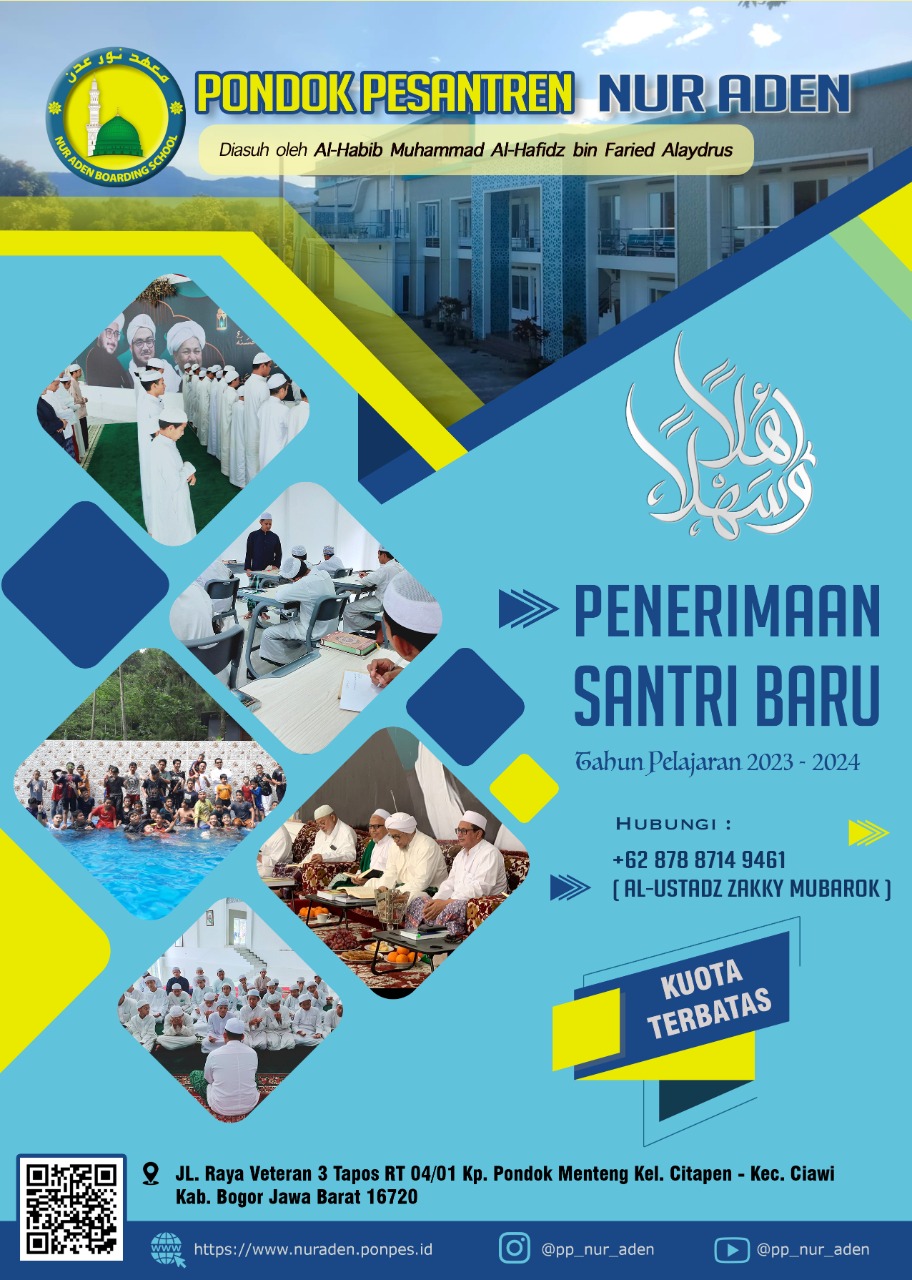 معهد نور عدن
NUR ADEN BOARDING SCHOOL
PONDOK PESANTREN NUR ADEN
Diasuh oleh Al-Habib Muhammad Al-Hafidz bin Faried Alaydrus
أهلا
وسهلا
PENERIMAAN
SANTRI BARU
Tahun Pelajaran 2023 - 2024
HUBUNGI :
+62 878 8714 9461
( AL-USTADZ ZAKKY MUBAROK )
KUOTA
TERBATAS
JL. Raya Veteran 3 Tapos RT 04/01 Kp. Pondok Menteng Kel. Citapen - Kec. Ciawi
Kab. Bogor Jawa Barat 16720
https://www.nuraden.ponpes.id
@pp_nur_aden
@pp_nur_aden